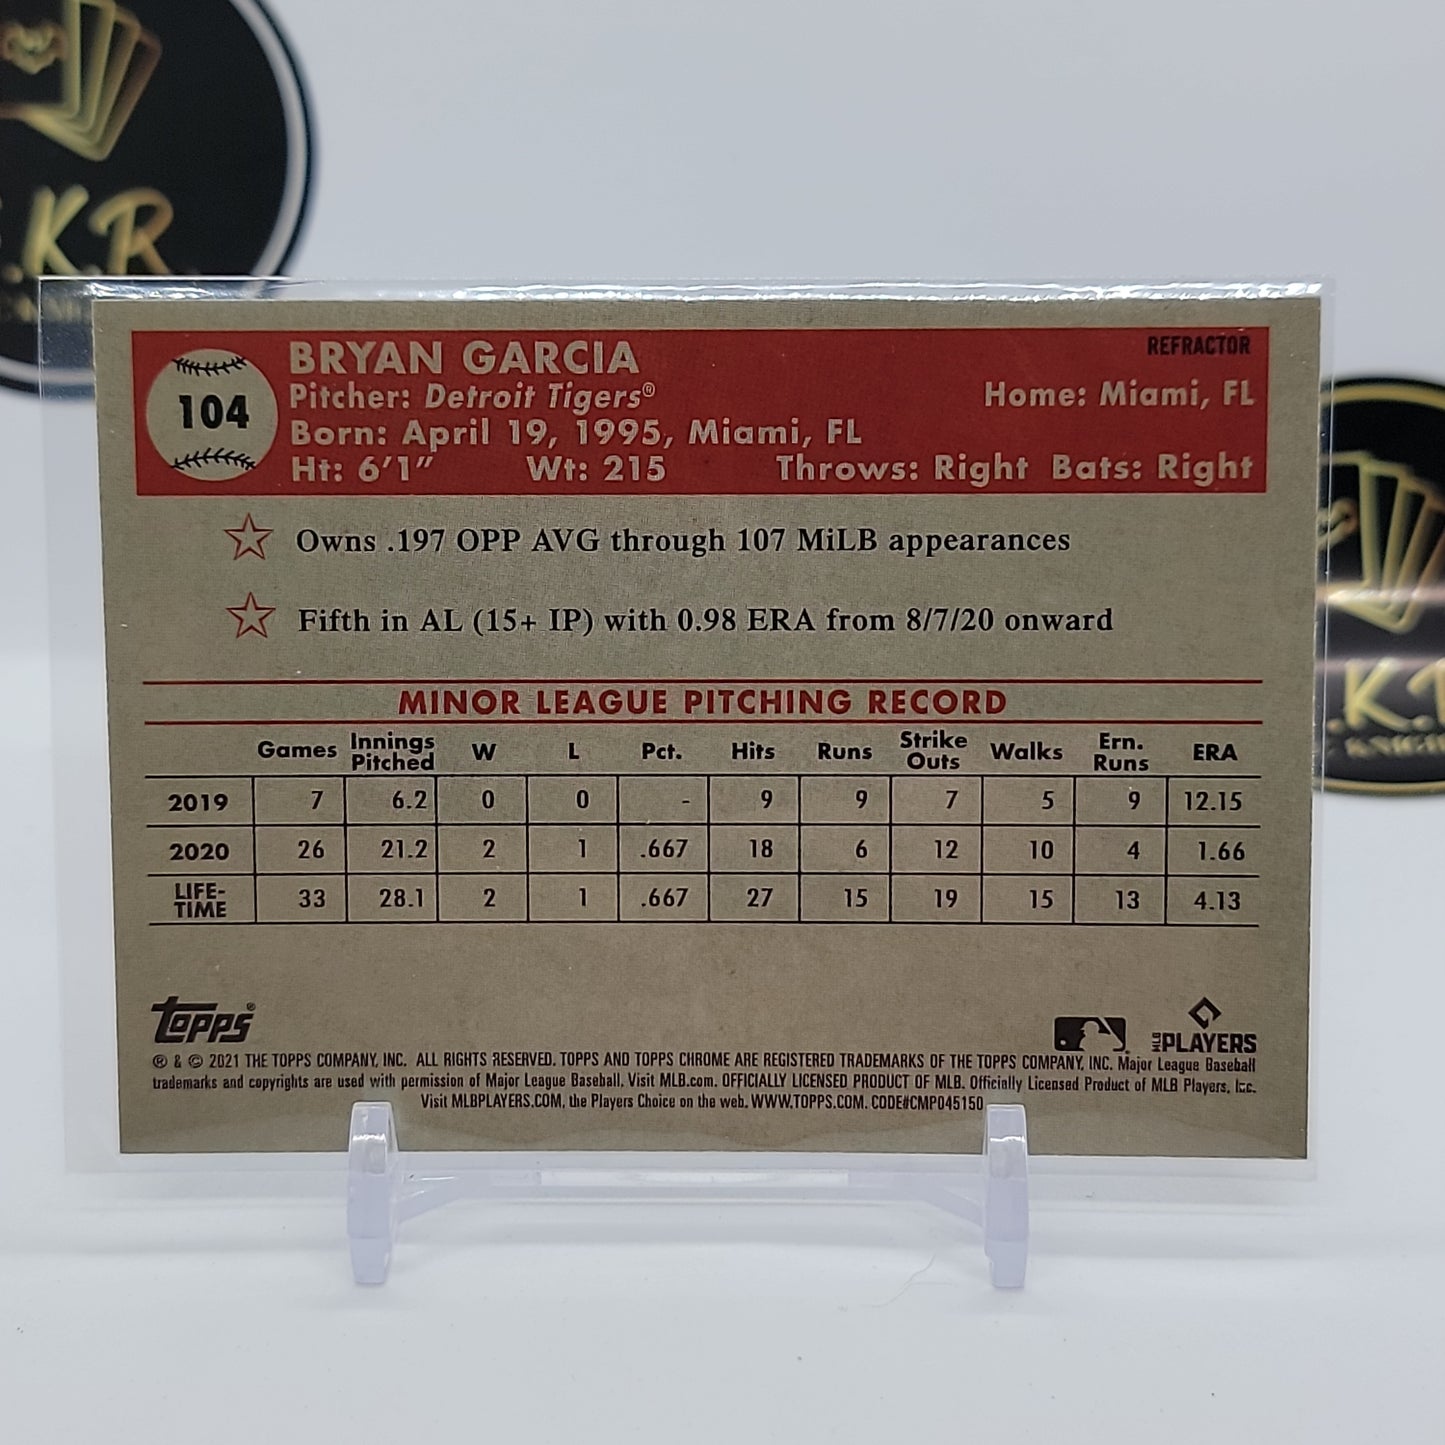 K.R.
REFRACTOR
104
BRYAN GARCIA
Pitcher: Detroit Tigers®
Home: Miami, FL
Born: April 19, 1995, Miami, FL
Ht: 6'1" Wt: 215 Throws: Right Bats: Right
Owns .197 OPP AVG through 107 MiLB appearances
Fifth in AL (15+ IP) with 0.98 ERA from 8/7/20 onward
MINOR LEAGUE PITCHING RECORD
Games Innings Pitched W L Pct. Hits Runs Strike Outs Walks Ern. Runs ERA
2019 7 6.2 0 0 - 9 9 7 5 9 12.15
2020 26 21.2 2 1 .667 18 6 12 10 4 1.66
LIFE-TIME 33 28.1 2 1 .667 27 15 19 15 13 4.13
topps®
MLB PLAYERS
® & © 2021 THE TOPPS COMPANY, INC. ALL RIGHTS RESERVED. TOPPS AND TOPPS CHROME ARE REGISTERED TRADEMARKS OF THE TOPPS COMPANY, INC. Major League Baseball
trademarks and copyrights are used with permission of Major League Baseball. Visit MLB.com. OFFICIALLY LICENSED PRODUCT OF MLB. Officially Licensed Product of MLB Players, Inc.
Visit MLBPLAYERS.COM, the Players Choice on the web. WWW.TOPPS.COM. CODE#CMP045150